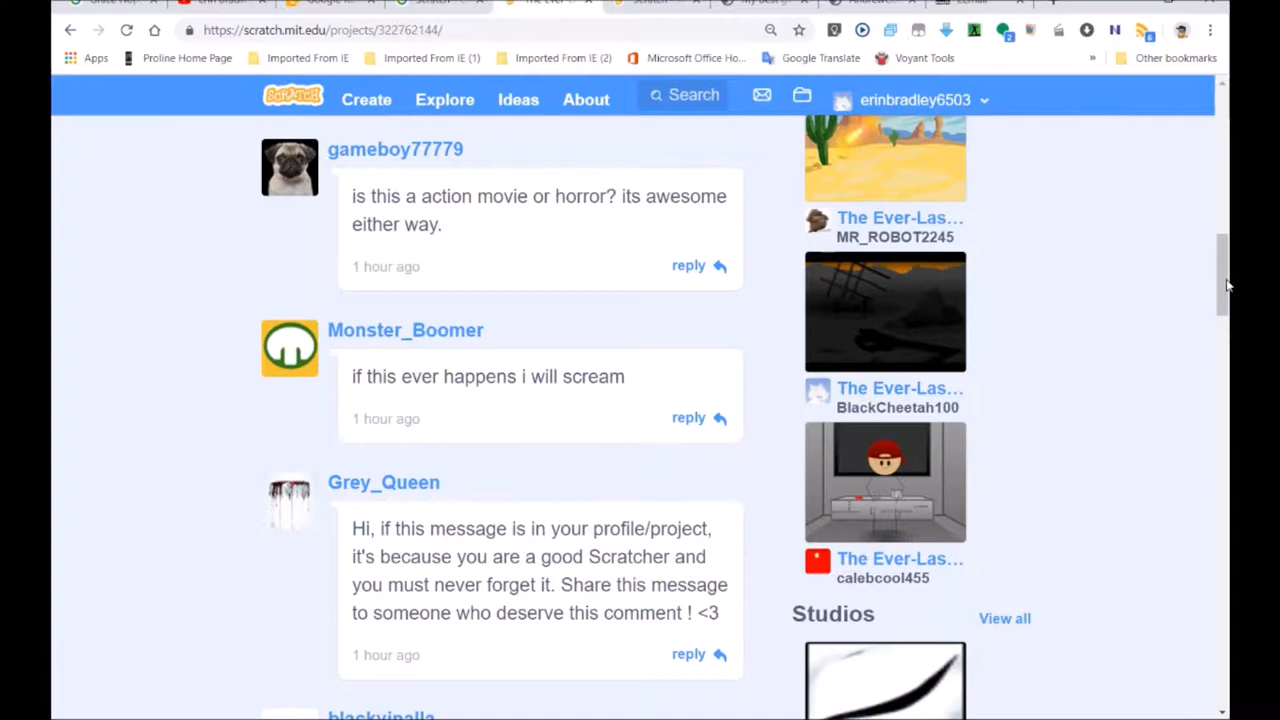 https://scratch.mit.edu/projects/322762144/
Apps
Proline Home Page
Imported From IE
Imported From IE (1)
Imported From IE (2)
Microsoft Office Ho...
Google Translate
Voyant Tools
»
Other bookmarks
SCRATCH
Create
Explore
Ideas
About
Search
erinbradley6503
gameboy77779
is this a action movie or horror? its awesome
either way.
1 hour ago
reply
Monster_Boomer
if this ever happens i will scream
1 hour ago
reply
Grey_Queen
Hi, if this message is in your profile/project,
it's because you are a good Scratcher and
you must never forget it. Share this message
to someone who deserve this comment ! <3
1 hour ago
reply
The Ever-Las...
MR_ROBOT2245
The Ever-Las...
BlackCheetah100
The Ever-Las...
calebcool455
Studios
View all